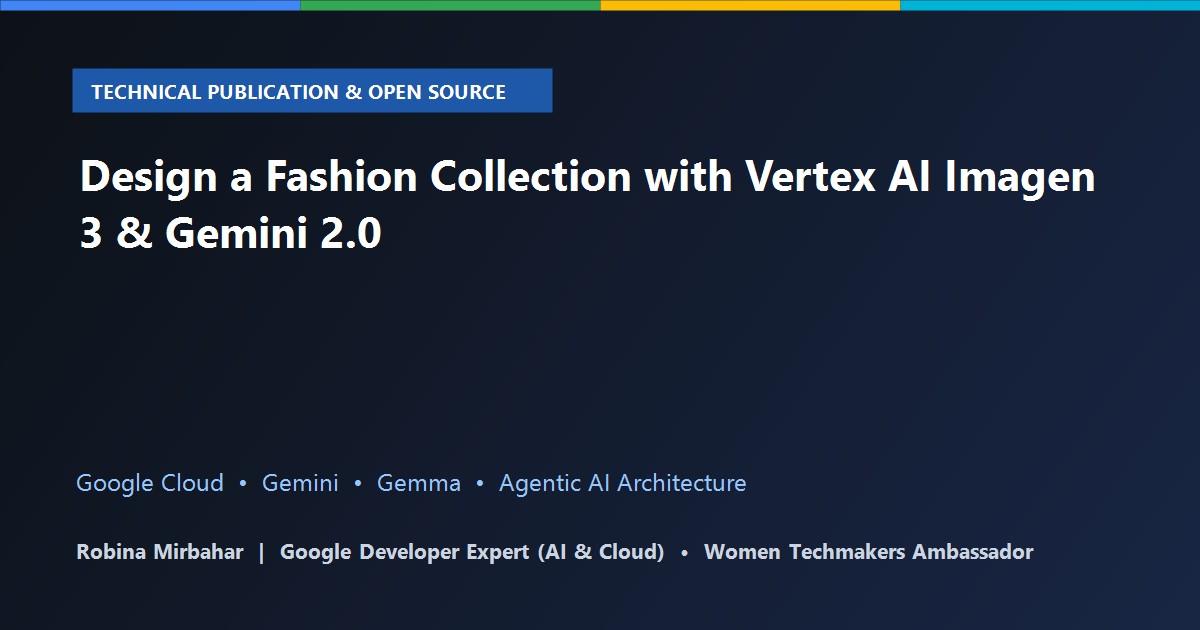 TECHNICAL PUBLICATION & OPEN SOURCE
Design a Fashion Collection with Vertex AI Imagen
3 & Gemini 2.0
Google Cloud • Gemini • Gemma • Agentic AI Architecture
Robina Mirbahar | Google Developer Expert (AI & Cloud) • Women Techmakers Ambassador